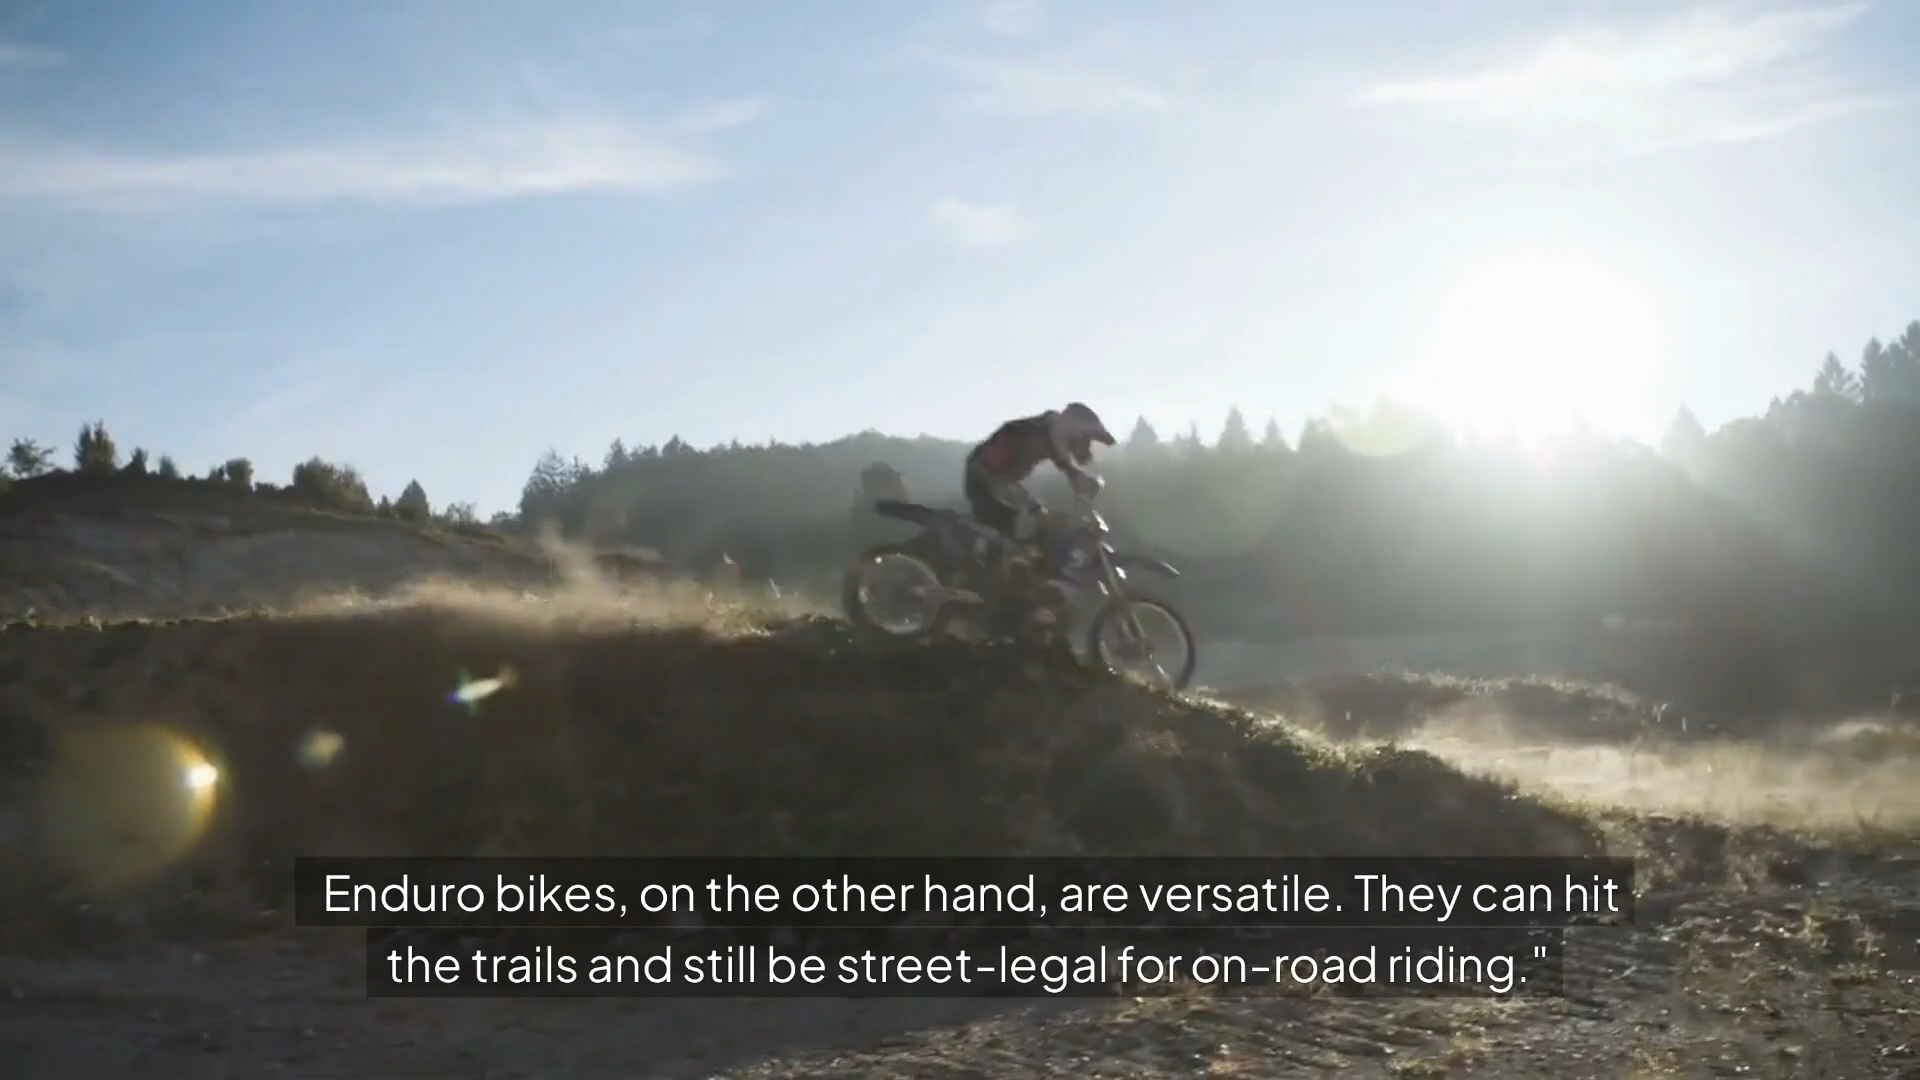 Enduro bikes, on the other hand, are versatile. They can hit
the trails and still be street-legal for on-road riding."